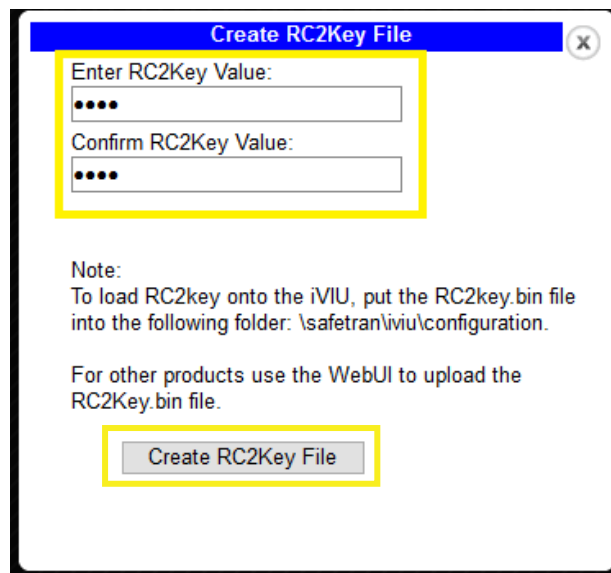 Create RC2Key File
X
Enter RC2Key Value:
••••
Confirm RC2Key Value:
••••
Note:
To load RC2key onto the iVIU, put the RC2key.bin file
into the following folder: \safetran\iviu\configuration.
For other products use the WebUI to upload the
RC2Key.bin file.
Create RC2Key File